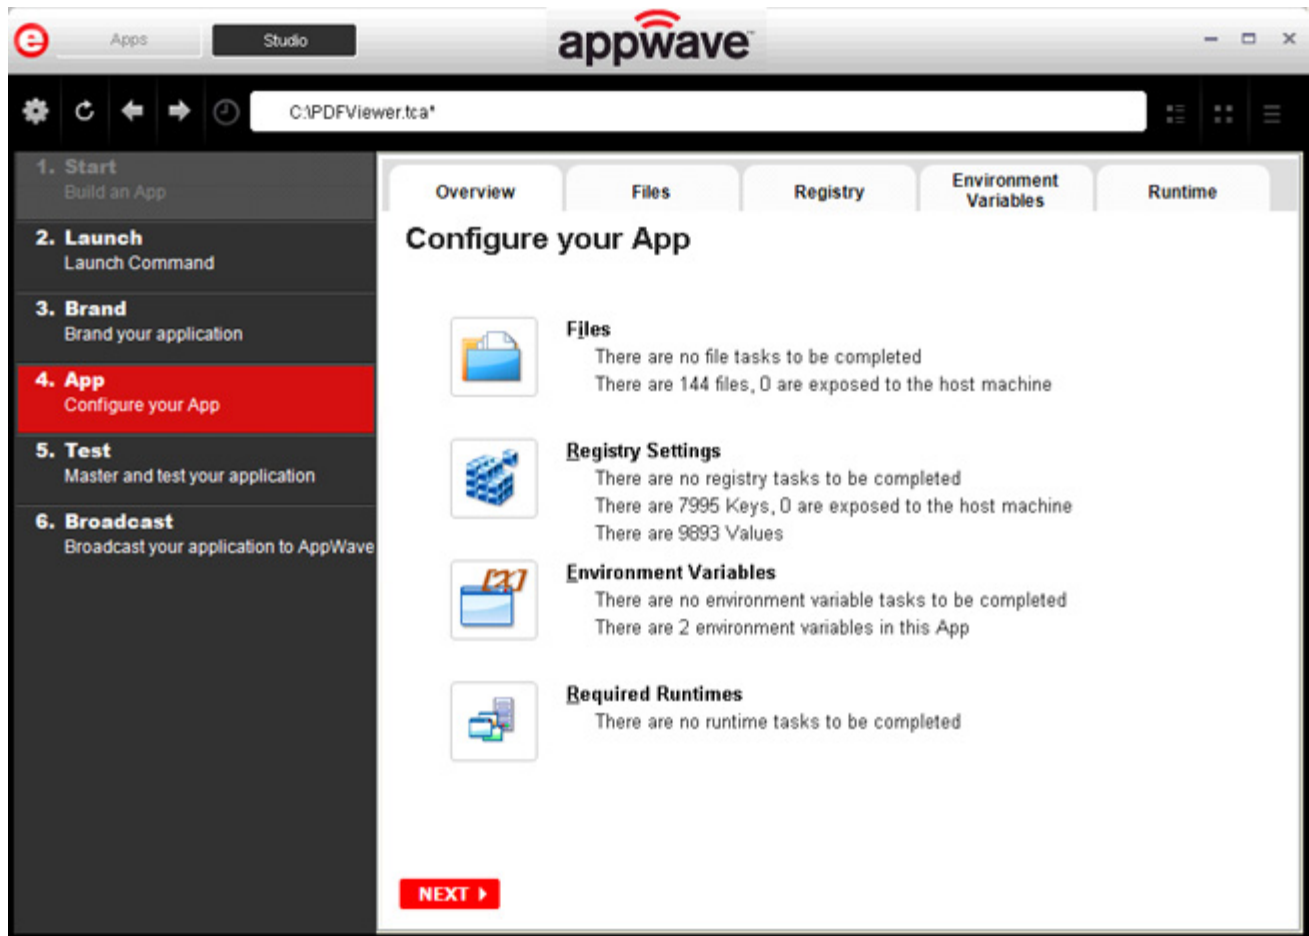 e
Apps
Studio
appwave™
C:\PDFViewer.tca*
1. Start
Build an App
2. Launch
Launch Command
3. Brand
Brand your application
4. App
Configure your App
5. Test
Master and test your application
6. Broadcast
Broadcast your application to AppWave
Overview
Files
Registry
Environment
Variables
Runtime
Configure your App
Files
There are no file tasks to be completed
There are 144 files, 0 are exposed to the host machine
Registry Settings
There are no registry tasks to be completed
There are 7995 Keys, 0 are exposed to the host machine
There are 9893 Values
[X]
Environment Variables
There are no environment variable tasks to be completed
There are 2 environment variables in this App
Required Runtimes
There are no runtime tasks to be completed
NEXT